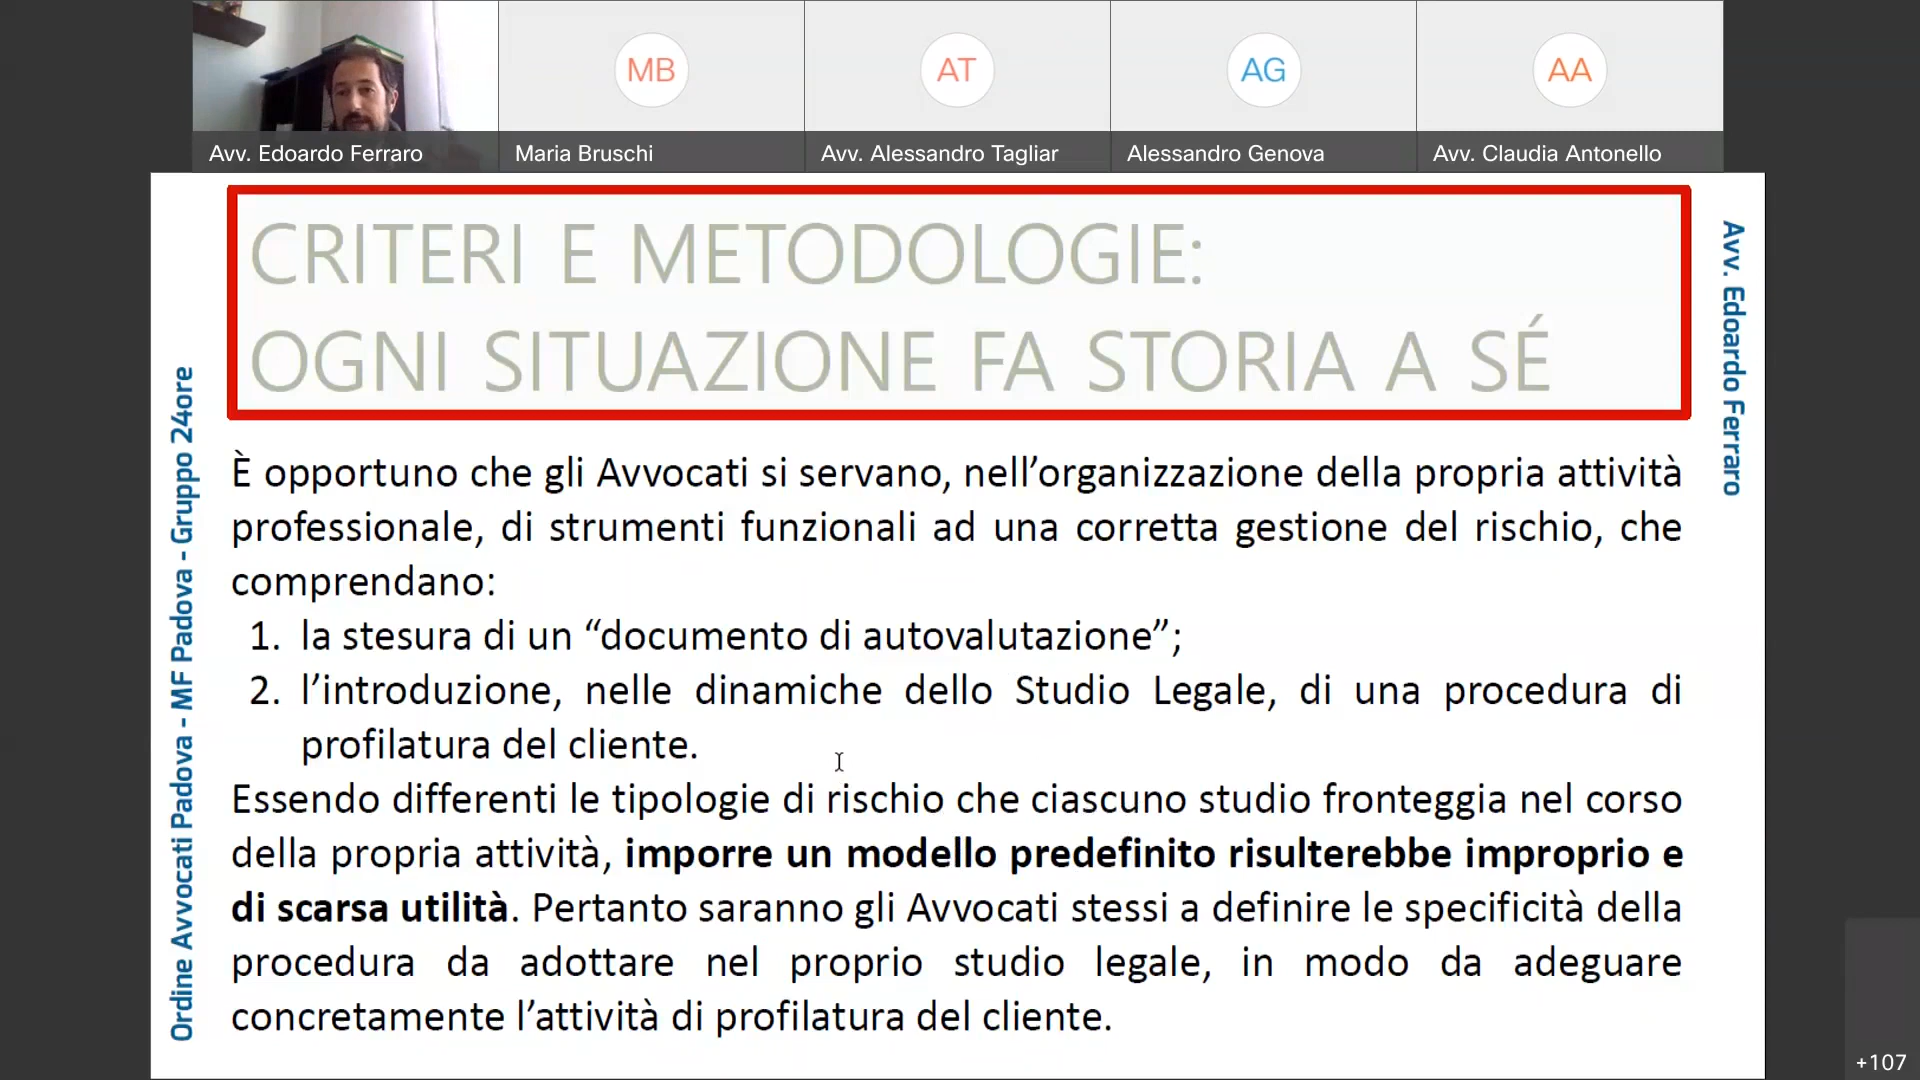 MB
AT
AG
AA
Avv. Edoardo Ferraro
Maria Bruschi
Avv. Alessandro Tagliar
Alessandro Genova
Avv. Claudia Antonello
CRITERI E METODOLOGIE:
OGNI SITUAZIONE FA STORIA A SÉ
Avv. Edoardo Ferraro
Ordine Avvocati Padova - MF Padova - Gruppo 24ore
È opportuno che gli Avvocati si servano, nell’organizzazione della propria attività
professionale, di strumenti funzionali ad una corretta gestione del rischio, che
comprendano:
1. la stesura di un “documento di autovalutazione”;
2. l’introduzione, nelle dinamiche dello Studio Legale, di una procedura di
profilatura del cliente.
Essendo differenti le tipologie di rischio che ciascuno studio fronteggia nel corso
della propria attività, imporre un modello predefinito risulterebbe improprio e
di scarsa utilità. Pertanto saranno gli Avvocati stessi a definire le specificità della
procedura da adottare nel proprio studio legale, in modo da adeguare
concretamente l’attività di profilatura del cliente.
+107